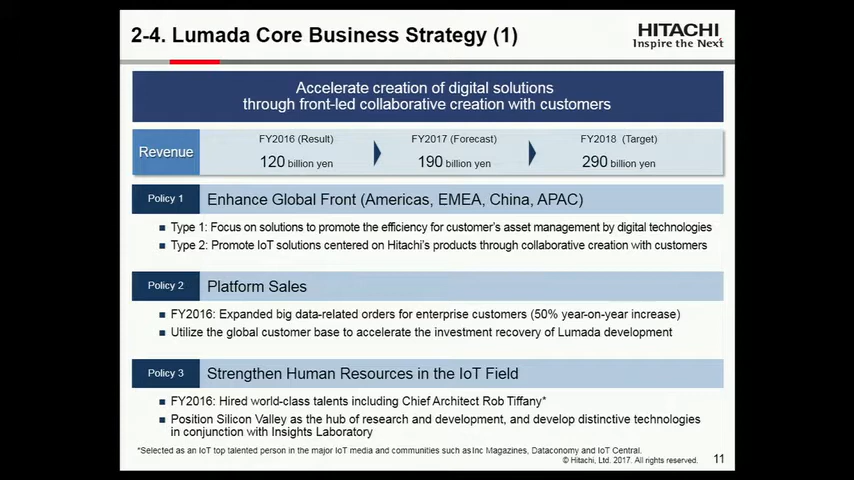 2-4. Lumada Core Business Strategy (1)
HITACHI
Inspire the Next
Accelerate creation of digital solutions
through front-led collaborative creation with customers
Revenue
FY2016 (Result)
120 billion yen
FY2017 (Forecast)
190 billion yen
FY2018 (Target)
290 billion yen
Policy 1
Enhance Global Front (Americas, EMEA, China, APAC)
■ Type 1: Focus on solutions to promote the efficiency for customer's asset management by digital technologies
■ Type 2: Promote IoT solutions centered on Hitachi's products through collaborative creation with customers
Policy 2
Platform Sales
■ FY2016: Expanded big data-related orders for enterprise customers (50% year-on-year increase)
■ Utilize the global customer base to accelerate the investment recovery of Lumada development
Policy 3
Strengthen Human Resources in the IoT Field
■ FY2016: Hired world-class talents including Chief Architect Rob Tiffany*
■ Position Silicon Valley as the hub of research and development, and develop distinctive technologies
in conjunction with Insights Laboratory
*Selected as an IoT top talented person in the major IoT media and communities such as Inc Magazines, Dataconomy and IoT Central.
© Hitachi, Ltd. 2017. All rights reserved.
11